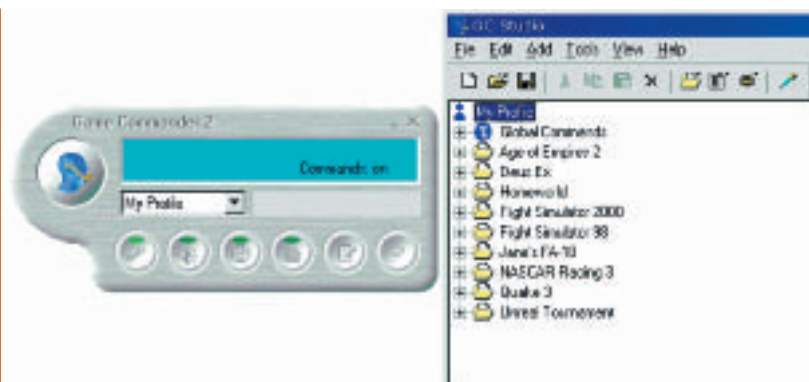 Game Commander 2
Commands on
My Profile
GC Studio
File Edit Add Tools View Help
My Profile
Global Commands
Age of Empires 2
Deus Ex
Homeworld
Flight Simulator 2000
Flight Simulator 98
Jane's FA-18
NASCAR Racing 3
Quake 3
Unreal Tournament